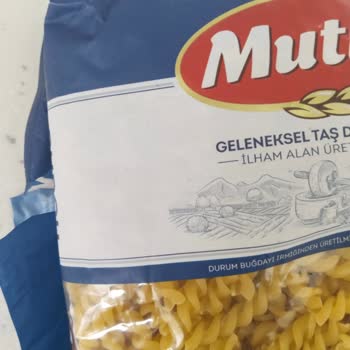 Mut
GELENEKSEL TAŞ D
İLHAM ALAN ÜRET
DURUM BUĞDAYI İRMİĞİNDEN ÜRETİLM